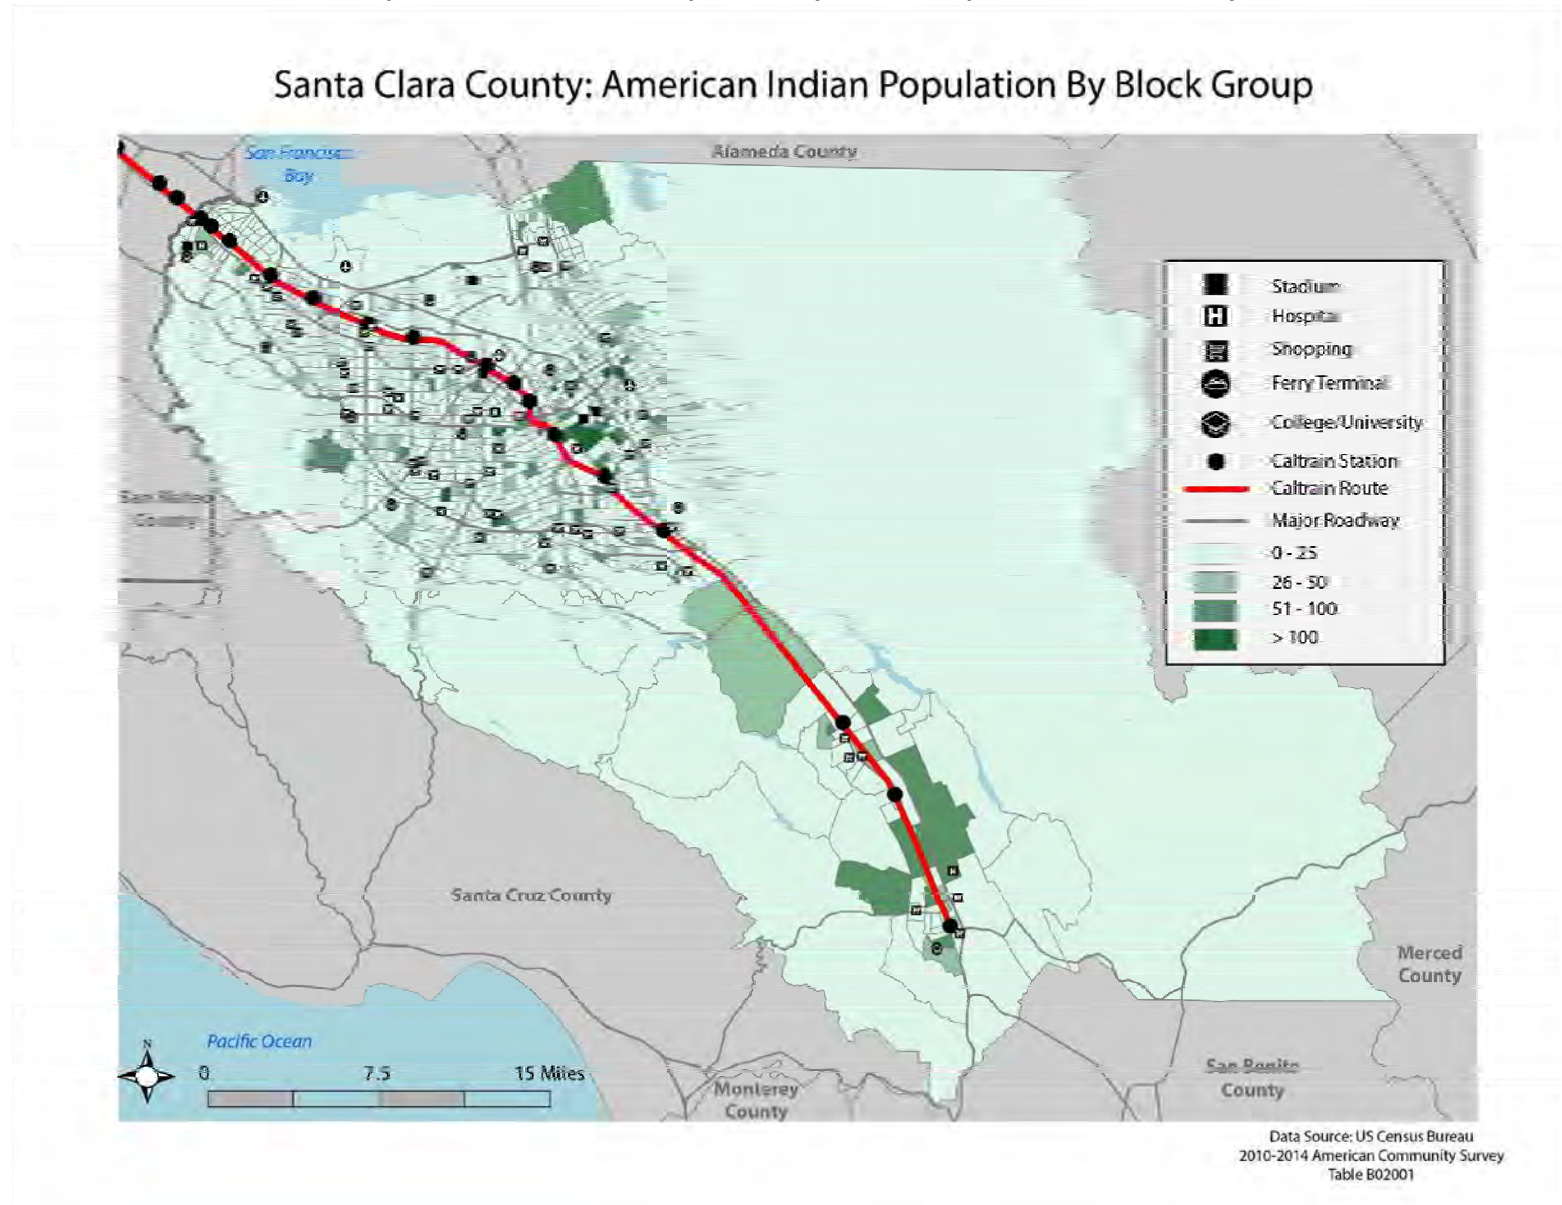 Santa Clara County: American Indian Population By Block Group
San Francisco
Bay
Alameda County
Stadium
Hospital
Shopping
Ferry Terminal
College/University
Caltrain Station
Caltrain Route
Major Roadway
0 - 25
26 - 50
51 - 100
> 100
San Mateo
County
Santa Cruz County
Merced
County
Pacific Ocean
N
0 7.5 15 Miles
Monterey
County
San Benito
County
Data Source: US Census Bureau
2010-2014 American Community Survey
Table B02001